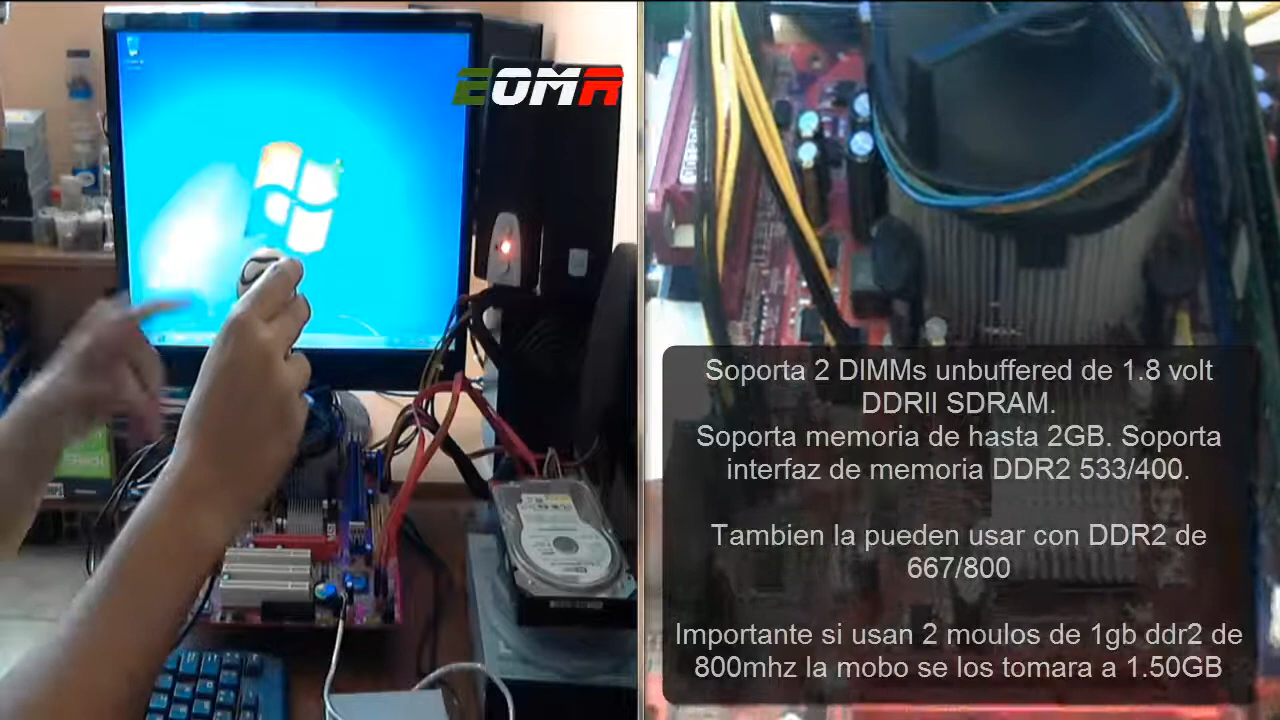 EOMR
Soporta 2 DIMMs unbuffered de 1.8 volt
DDRII SDRAM.
Soporta memoria de hasta 2GB. Soporta
interfaz de memoria DDR2 533/400.
Tambien la pueden usar con DDR2 de
667/800
Importante si usan 2 moulos de 1gb ddr2 de
800mhz la mobo se los tomara a 1.50GB